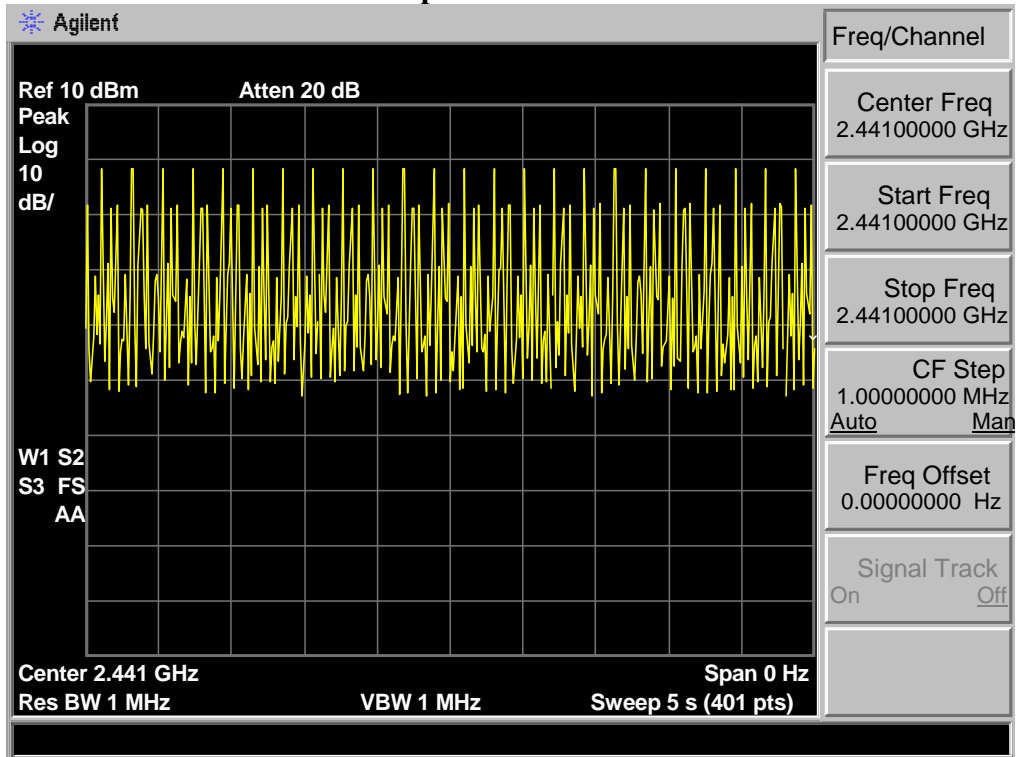 Agilent
Ref 10 dBm Atten 20 dB
Peak
Log
10
dB/
W1 S2
S3 FS
AA
Center 2.441 GHz Span 0 Hz
Res BW 1 MHz VBW 1 MHz Sweep 5 s (401 pts)
Freq/Channel
Center Freq
2.44100000 GHz
Start Freq
2.44100000 GHz
Stop Freq
2.44100000 GHz
CF Step
1.00000000 MHz
Auto Man
Freq Offset
0.00000000 Hz
Signal Track
On Off